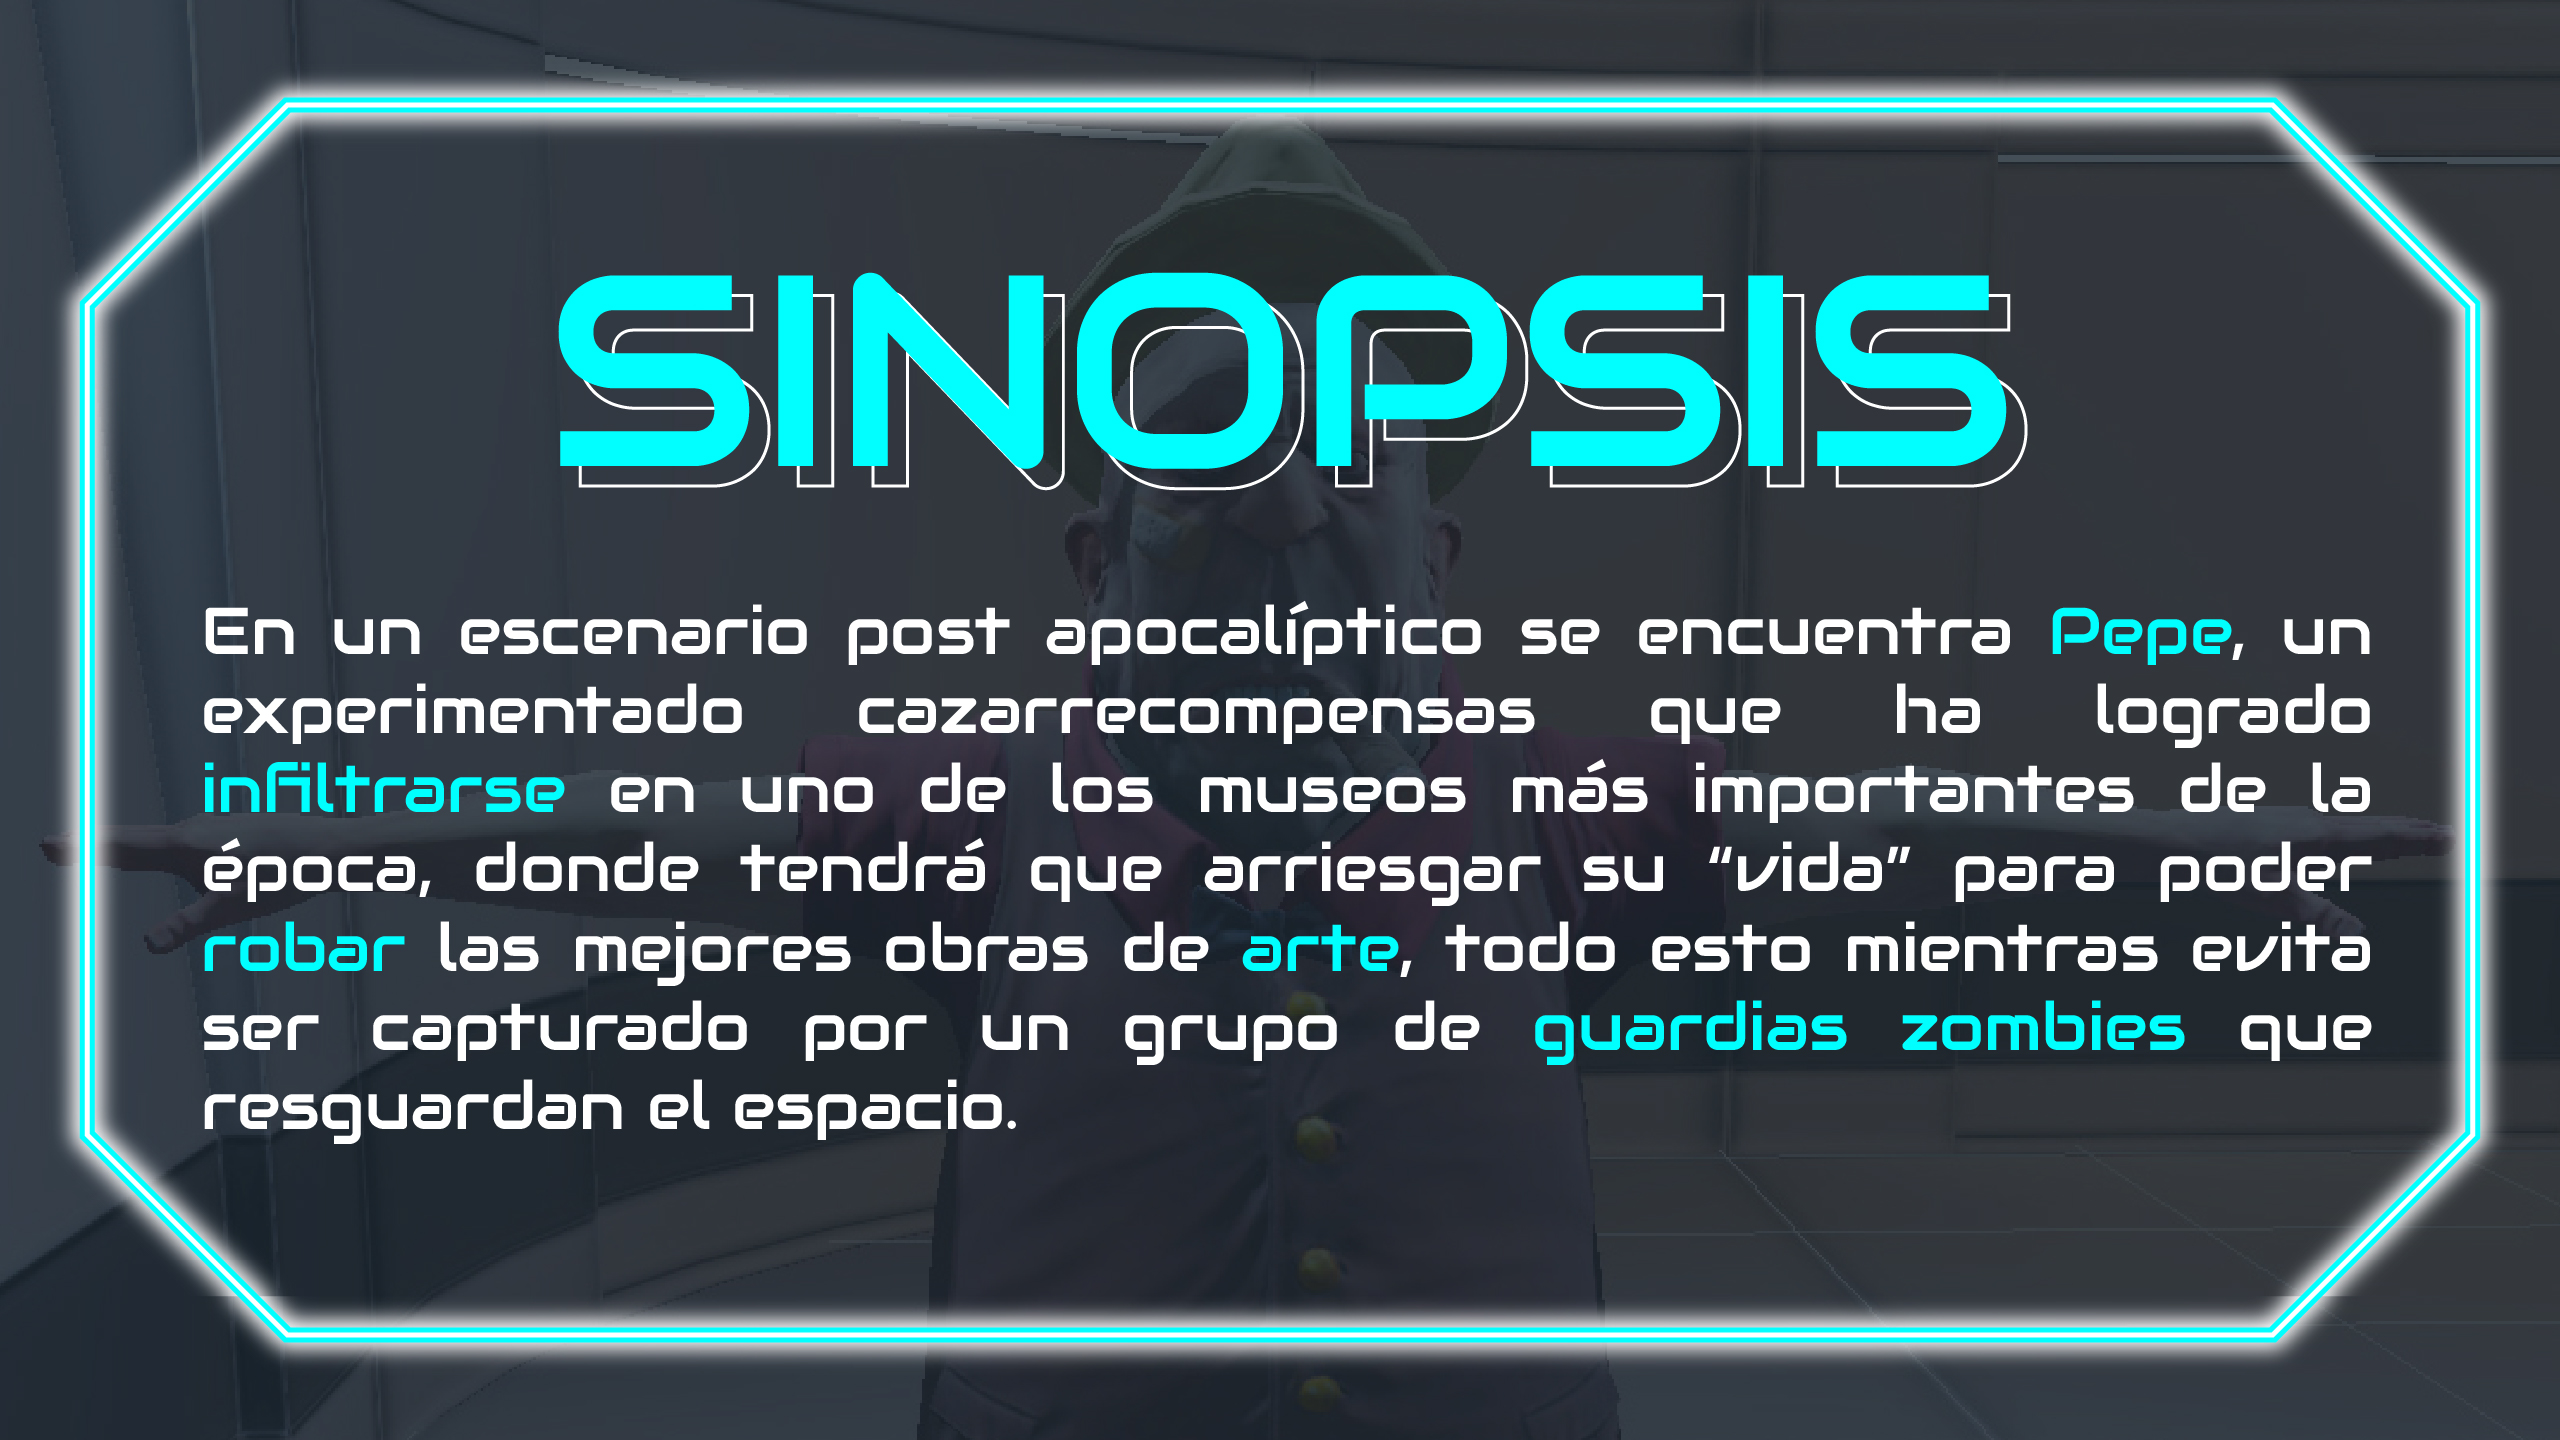 SINOPSIS
En un escenario post apocalíptico se encuentra Pepe, un
experimentado cazarrecompensas que ha logrado
infiltrarse en uno de los museos más importantes de la
época, donde tendrá que arriesgar su “vida” para poder
robar las mejores obras de arte, todo esto mientras evita
ser capturado por un grupo de guardias zombies que
resguardan el espacio.